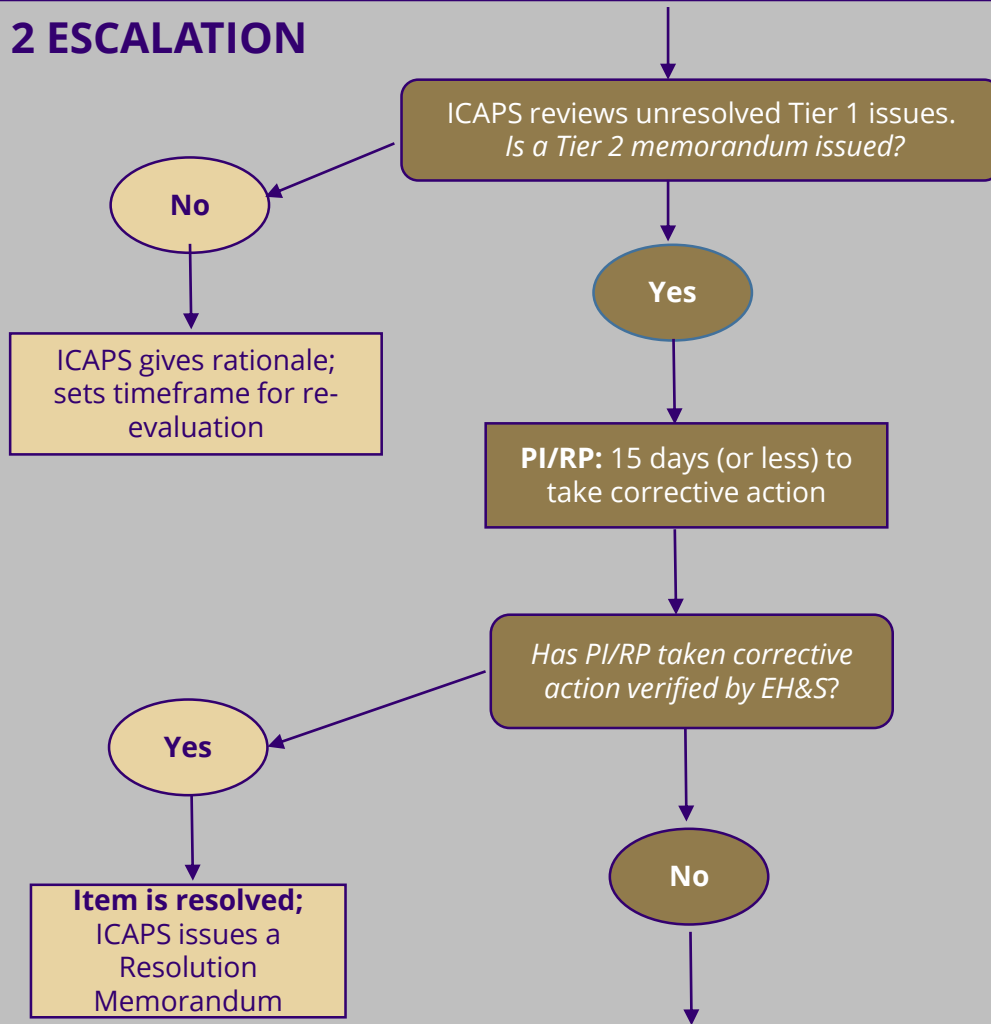 2 ESCALATION
ICAPS reviews unresolved Tier 1 issues.
Is a Tier 2 memorandum issued?
No
Yes
ICAPS gives rationale;
sets timeframe for re-
evaluation
PI/RP: 15 days (or less) to
take corrective action
Has PI/RP taken corrective
action verified by EH&S?
Yes
No
Item is resolved;
ICAPS issues a
Resolution
Memorandum